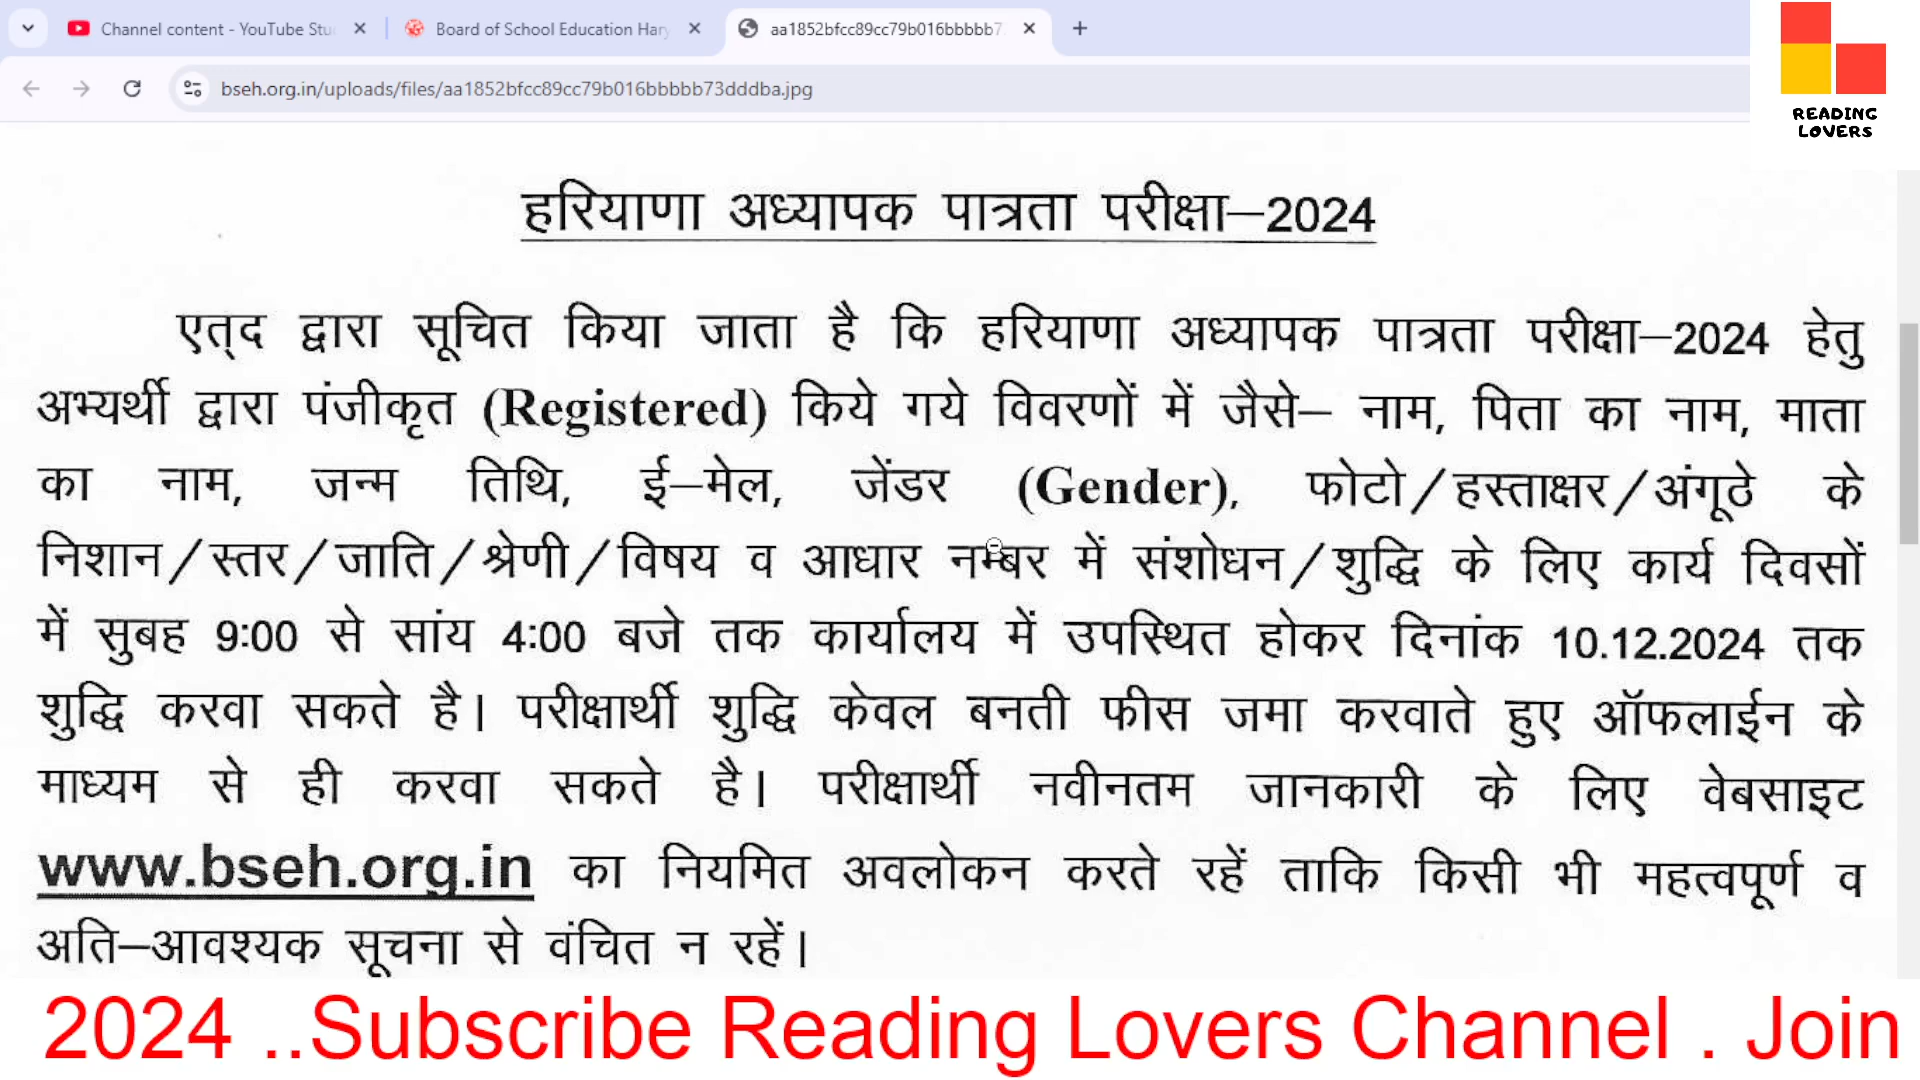 Channel content - YouTube Stu
Board of School Education Har
aa1852bfcc89cc79b016bbbbb7
bseh.org.in/uploads/files/aa1852bfcc89cc79b016bbbbb73dddba.jpg
READING
LOVERS
हरियाणा अध्यापक पात्रता परीक्षा–2024
एत्द द्वारा सूचित किया जाता है कि हरियाणा अध्यापक पात्रता परीक्षा–2024 हेतु
अभ्यर्थी द्वारा पंजीकृत (Registered) किये गये विवरणों में जैसे– नाम, पिता का नाम, माता
का नाम, जन्म तिथि, ई–मेल, जेंडर (Gender), फोटो/हस्ताक्षर/अंगूठे के
निशान/स्तर/जाति/श्रेणी/विषय व आधार नम्बर में संशोधन/शुद्धि के लिए कार्य दिवसों
में सुबह 9:00 से सांय 4:00 बजे तक कार्यालय में उपस्थित होकर दिनांक 10.12.2024 तक
शुद्धि करवा सकते है। परीक्षार्थी शुद्धि केवल बनती फीस जमा करवाते हुए ऑफलाईन के
माध्यम से ही करवा सकते है। परीक्षार्थी नवीनतम जानकारी के लिए वेबसाइट
www.bseh.org.in का नियमित अवलोकन करते रहें ताकि किसी भी महत्वपूर्ण व
अति–आवश्यक सूचना से वंचित न रहें।
2024 ..Subscribe Reading Lovers Channel . Join